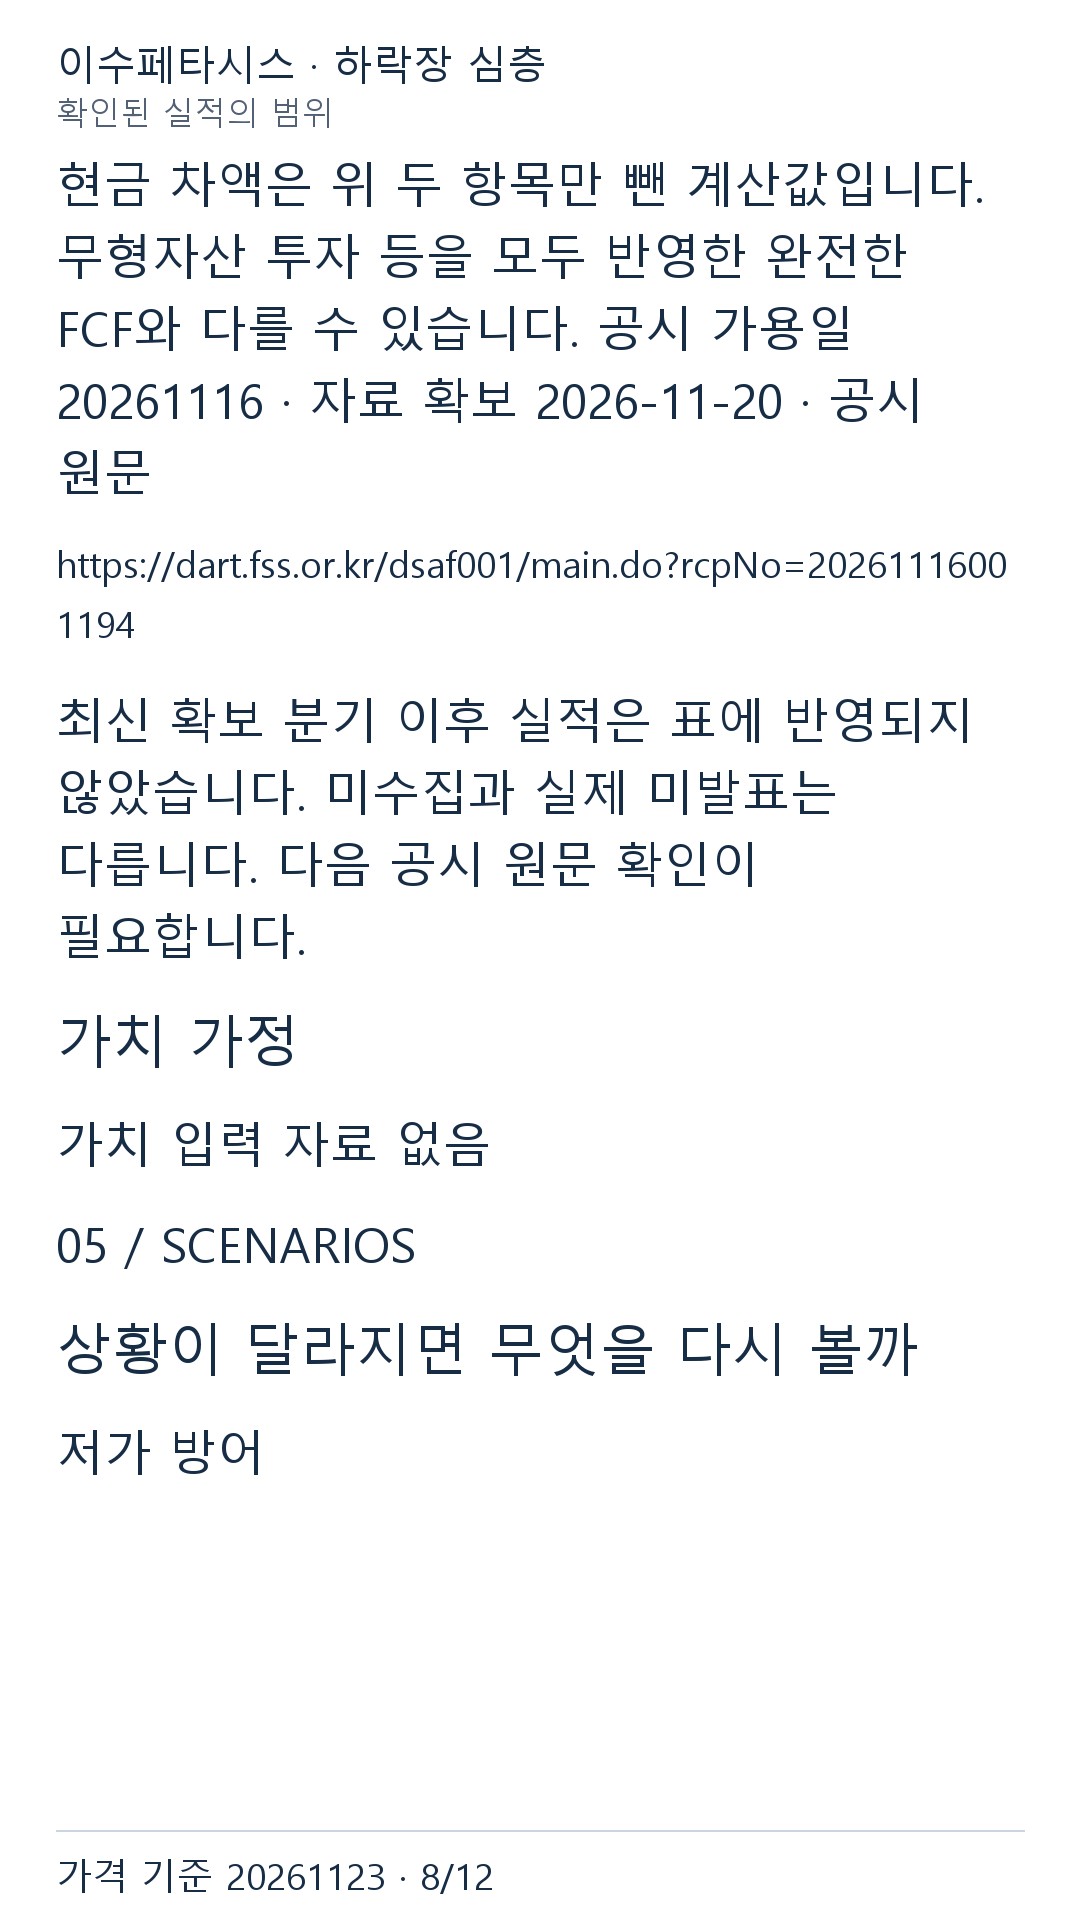 이수페타시스 · 하락장 심층
확인된 실적의 범위
현금 차액은 위 두 항목만 뺀 계산값입니다.
무형자산 투자 등을 모두 반영한 완전한
FCF와 다를 수 있습니다. 공시 가용일
20261116 · 자료 확보 2026-11-20 · 공시
원문
https://dart.fss.or.kr/dsaf001/main.do?rcpNo=2026111600
1194
최신 확보 분기 이후 실적은 표에 반영되지
않았습니다. 미수집과 실제 미발표는
다릅니다. 다음 공시 원문 확인이
필요합니다.
가치 가정
가치 입력 자료 없음
05 / SCENARIOS
상황이 달라지면 무엇을 다시 볼까
저가 방어
가격 기준 20261123 · 8/12